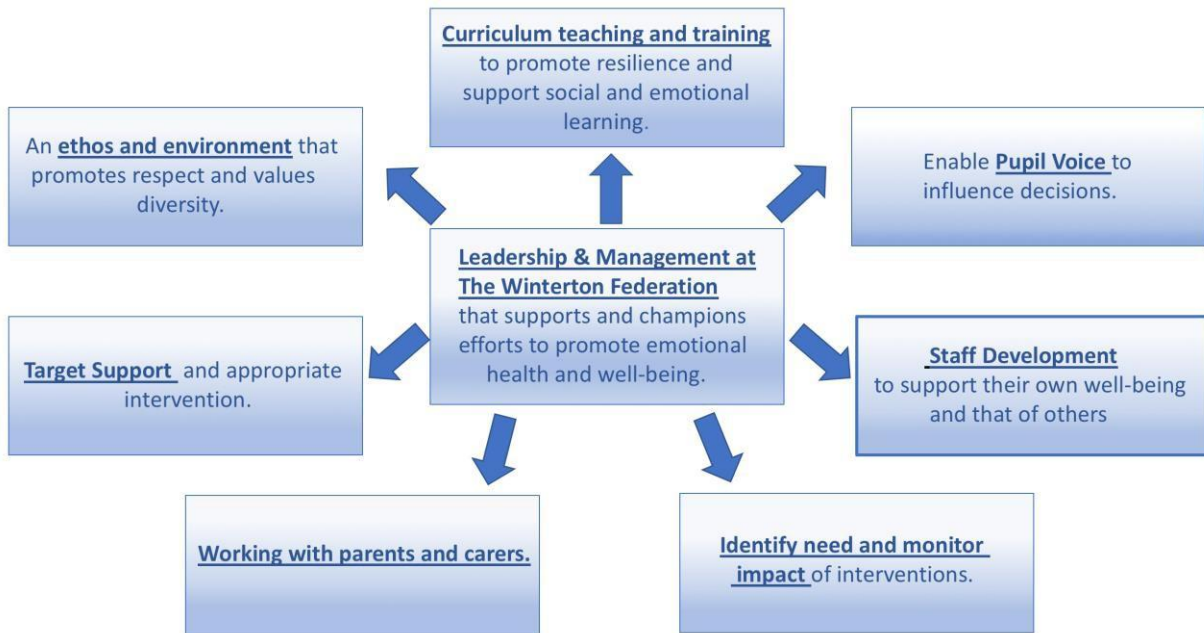 Curriculum teaching and training
to promote resilience and
support social and emotional
learning.
An ethos and environment that
promotes respect and values
diversity.
Enable Pupil Voice to
influence decisions.
Leadership & Management at
The Winterton Federation
that supports and champions
efforts to promote emotional
health and well-being.
Target Support and appropriate
intervention.
Staff Development
to support their own well-being
and that of others
Working with parents and carers.
Identify need and monitor
impact of interventions.